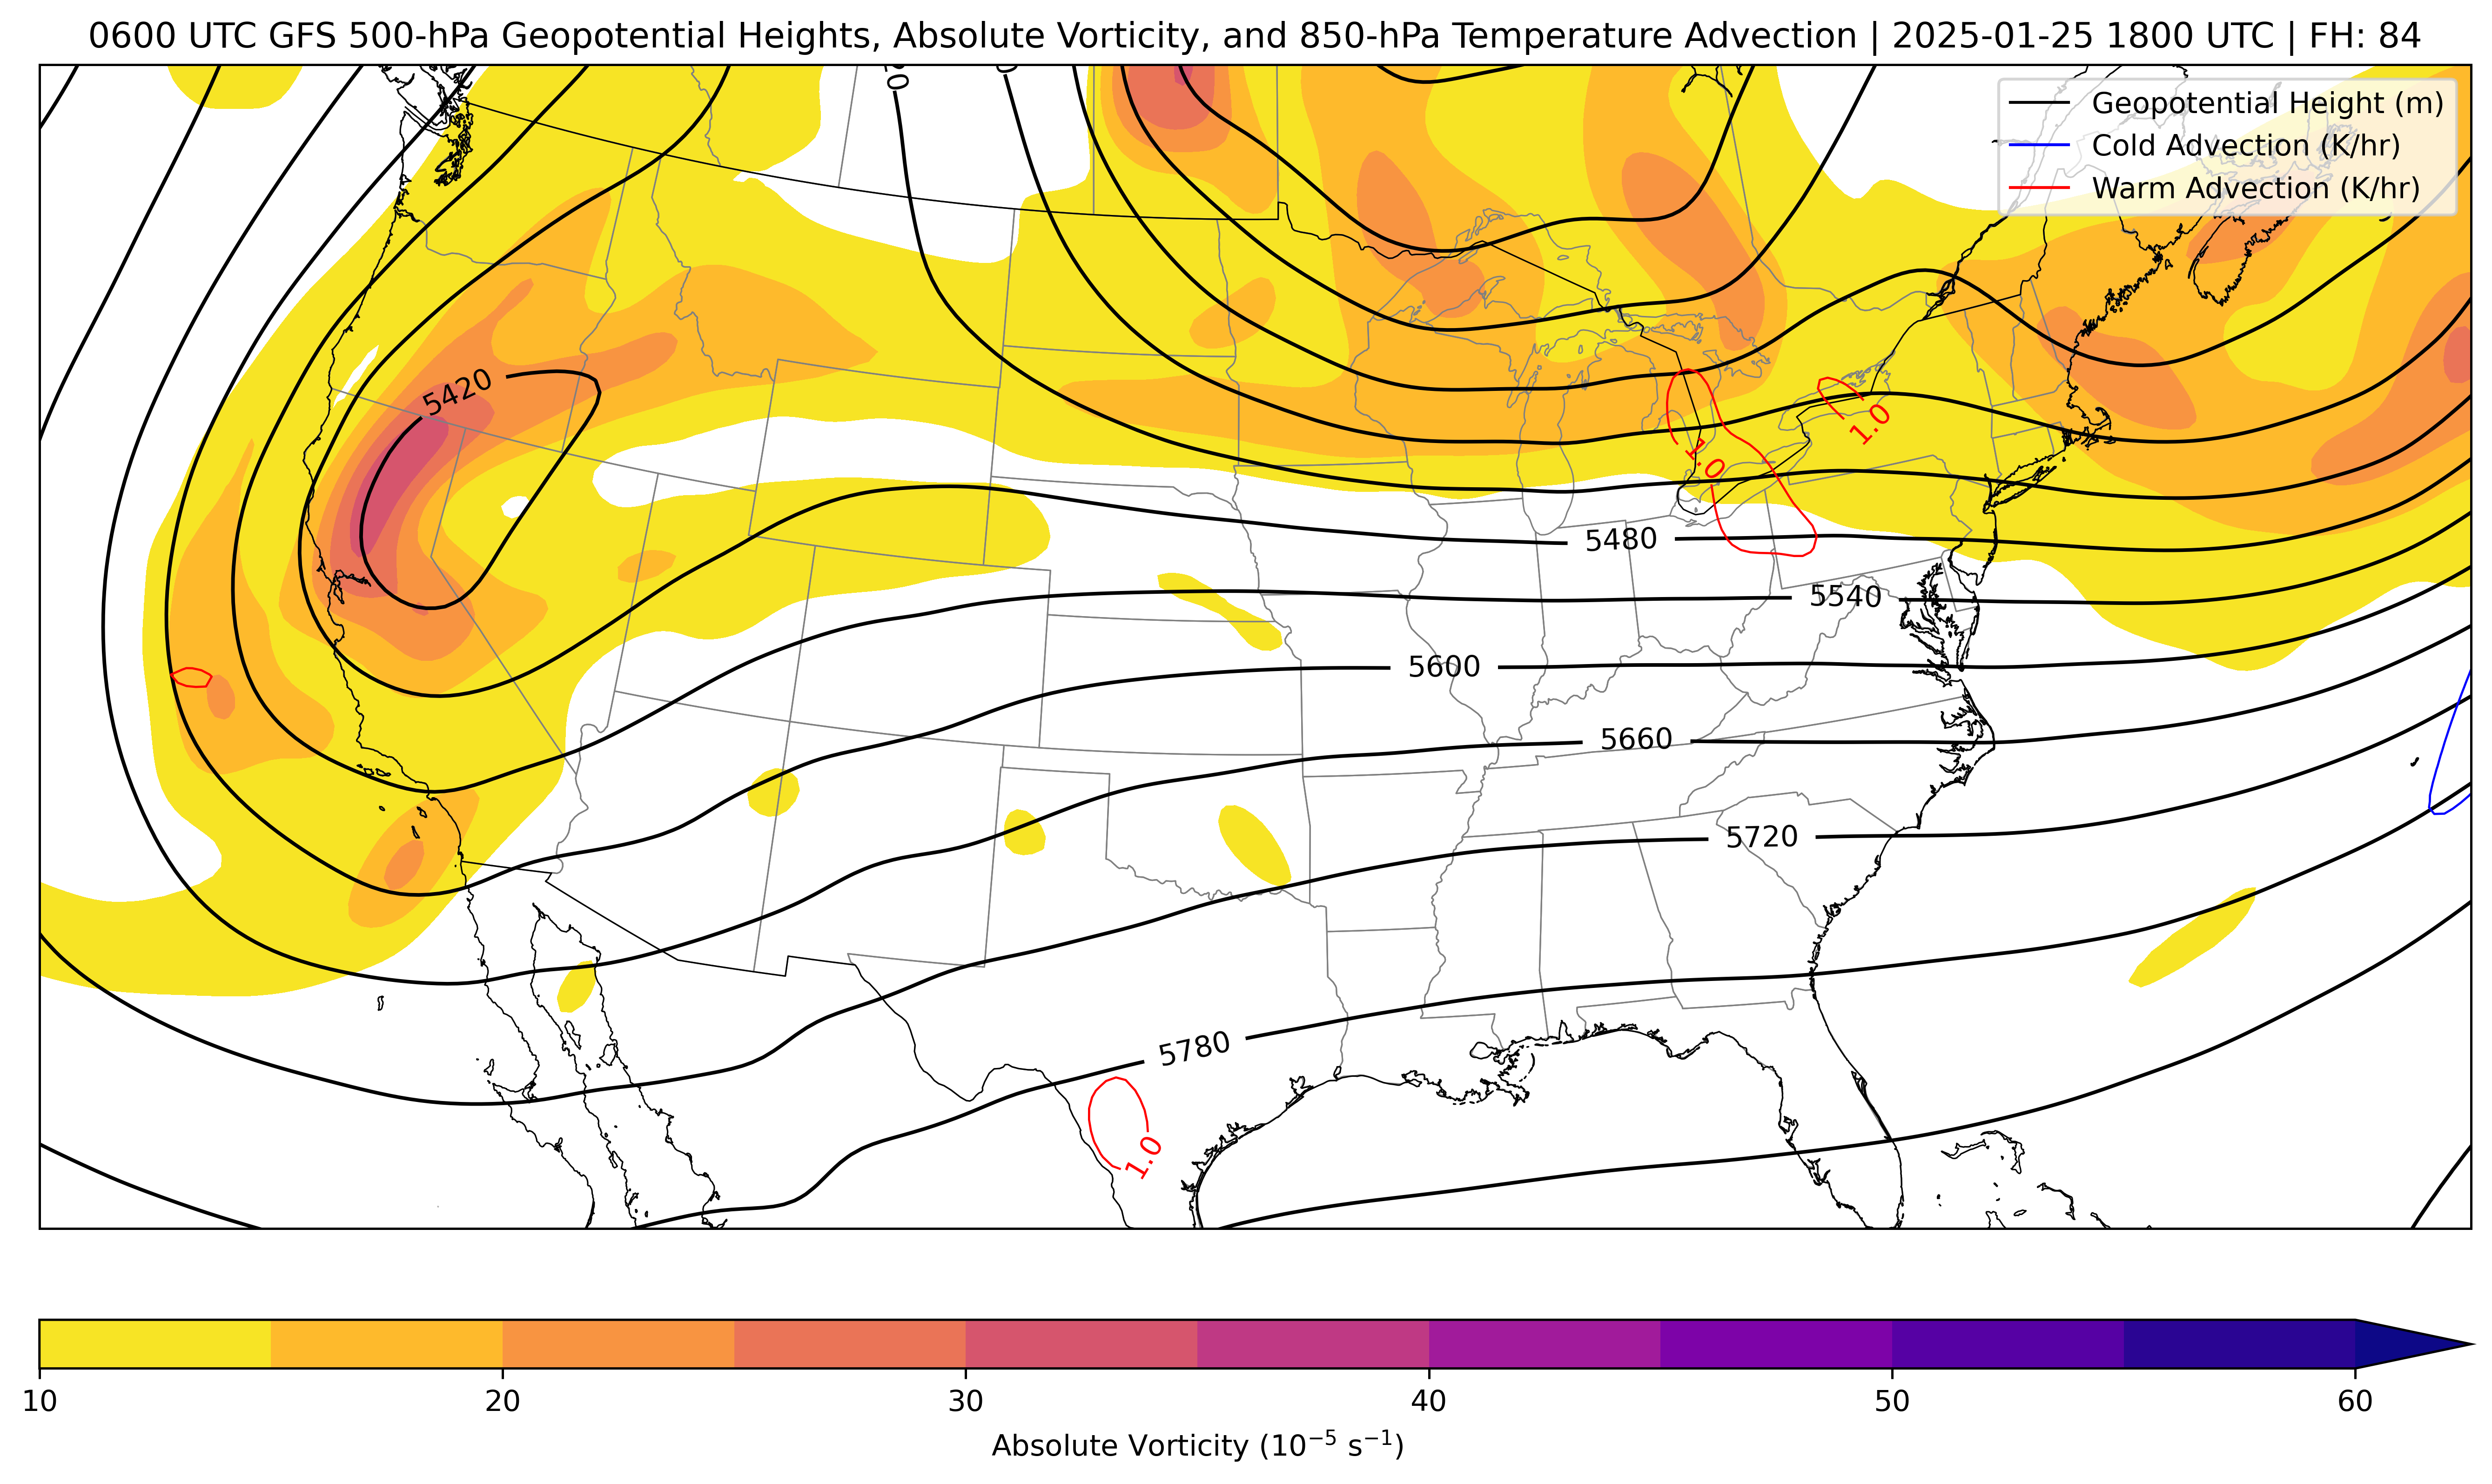 0600 UTC GFS 500-hPa Geopotential Heights, Absolute Vorticity, and 850-hPa Temperature Advection | 2025-01-25 1800 UTC | FH: 84
Geopotential Height (m)
Cold Advection (K/hr)
Warm Advection (K/hr)
5420
1.0
1.0
5480
5540
5600
5660
5720
5780
1.0
10 20 30 40 50 60
Absolute Vorticity (10⁻⁵ s⁻¹)